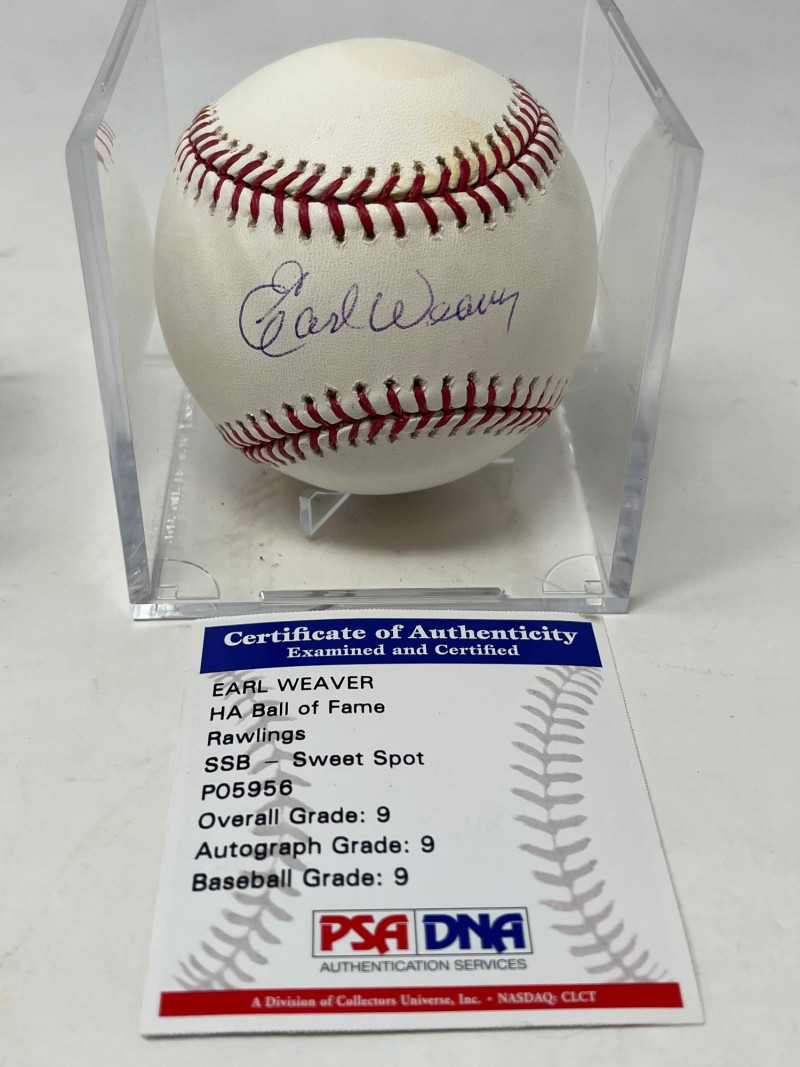 Earl Weaver
Certificate of Authenticity
Examined and Certified
EARL WEAVER
HA Ball of Fame
Rawlings
SSB – Sweet Spot
P05956
Overall Grade: 9
Autograph Grade: 9
Baseball Grade: 9
PSA DNA
AUTHENTICATION SERVICES
A Division of Collectors Universe, Inc. • NASDAQ: CLCT